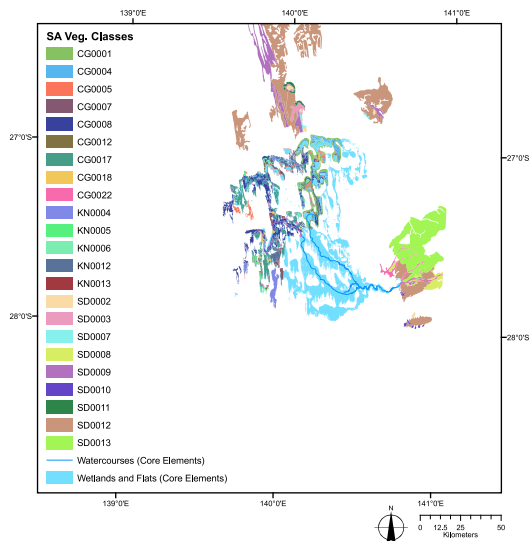 139°0'E 140°0'E 141°0'E
SA Veg. Classes
CG0001
CG0004
CG0005
CG0007
CG0008
CG0012
CG0017
CG0018
CG0022
KN0004
KN0005
KN0006
KN0012
KN0013
SD0002
SD0003
SD0007
SD0008
SD0009
SD0010
SD0011
SD0012
SD0013
Watercourses (Core Elements)
Wetlands and Flats (Core Elements)
27°0'S 27°0'S
28°0'S 28°0'S
139°0'E 140°0'E 141°0'E
N
0 12.5 25 50
Kilometers